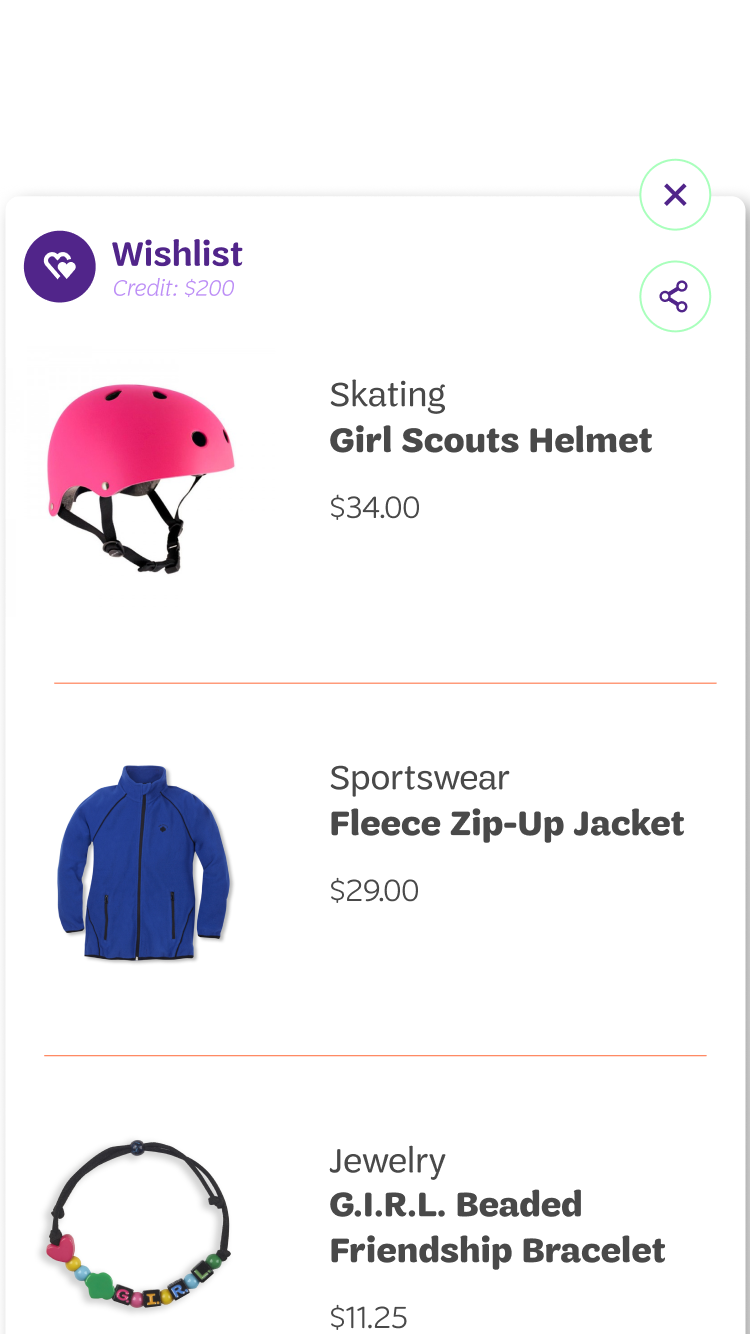 Wishlist
Credit: $200
Skating
Girl Scouts Helmet
$34.00
Sportswear
Fleece Zip-Up Jacket
$29.00
Jewelry
G.I.R.L. Beaded
Friendship Bracelet
$11.25
G I R L